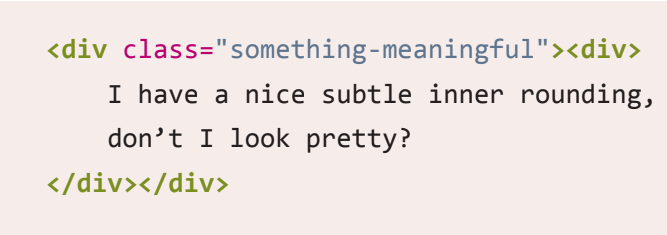 <div class="something-meaningful"><div>
I have a nice subtle inner rounding,
don’t I look pretty?
</div></div>